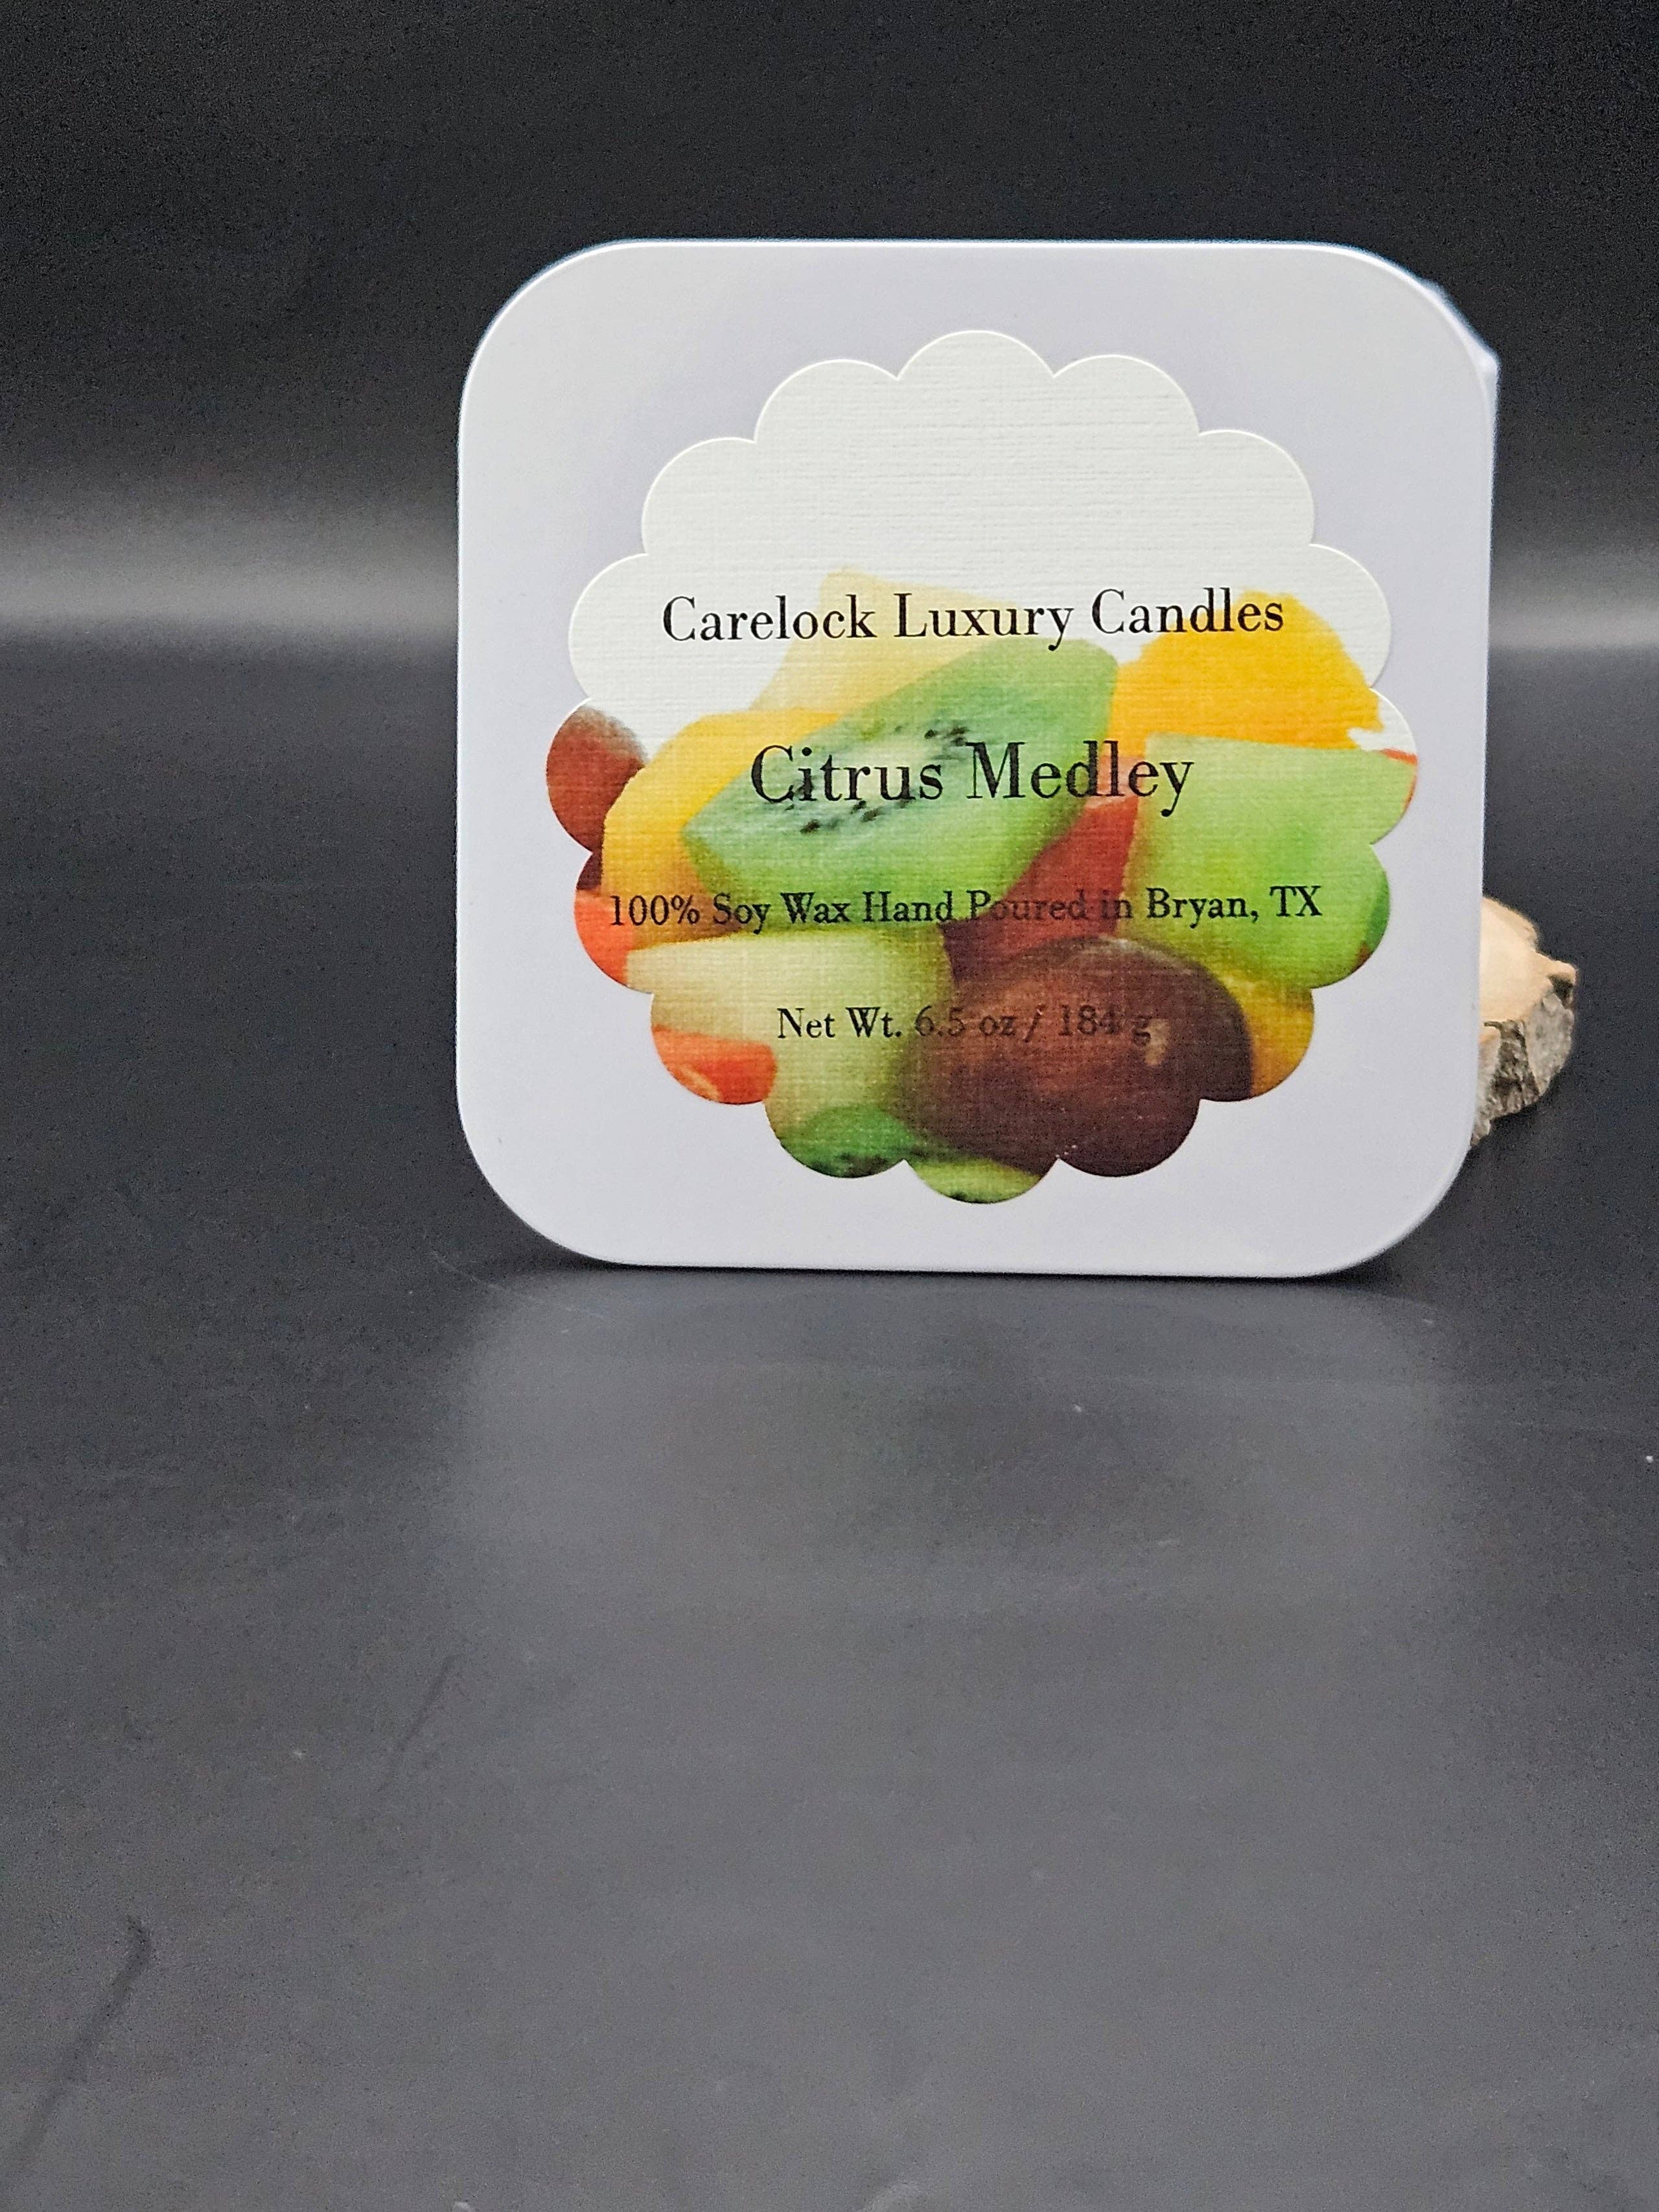 Carelock Luxury Candles
Citrus Medley
100% Soy Wax Hand Poured in Bryan, TX
Net Wt. 6.5 oz / 184 g